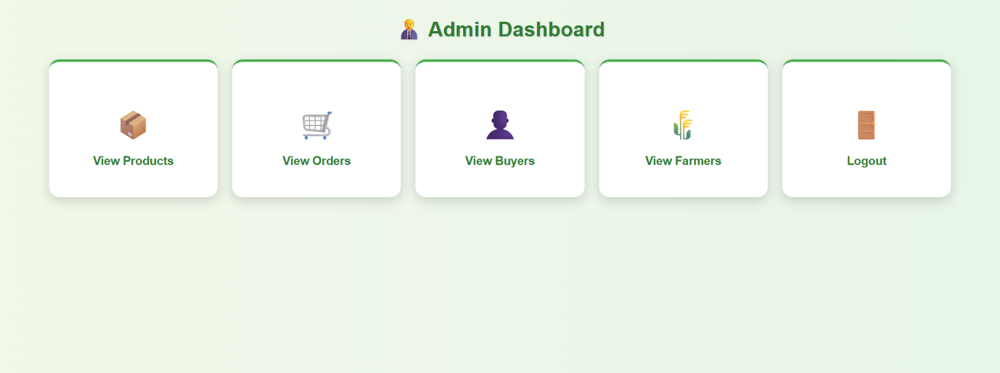 Admin Dashboard
View Products
View Orders
View Buyers
View Farmers
Logout